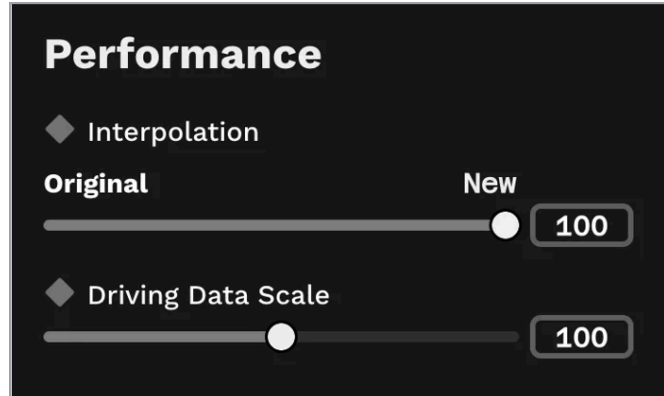 Performance
Interpolation
Original New
100
Driving Data Scale
100